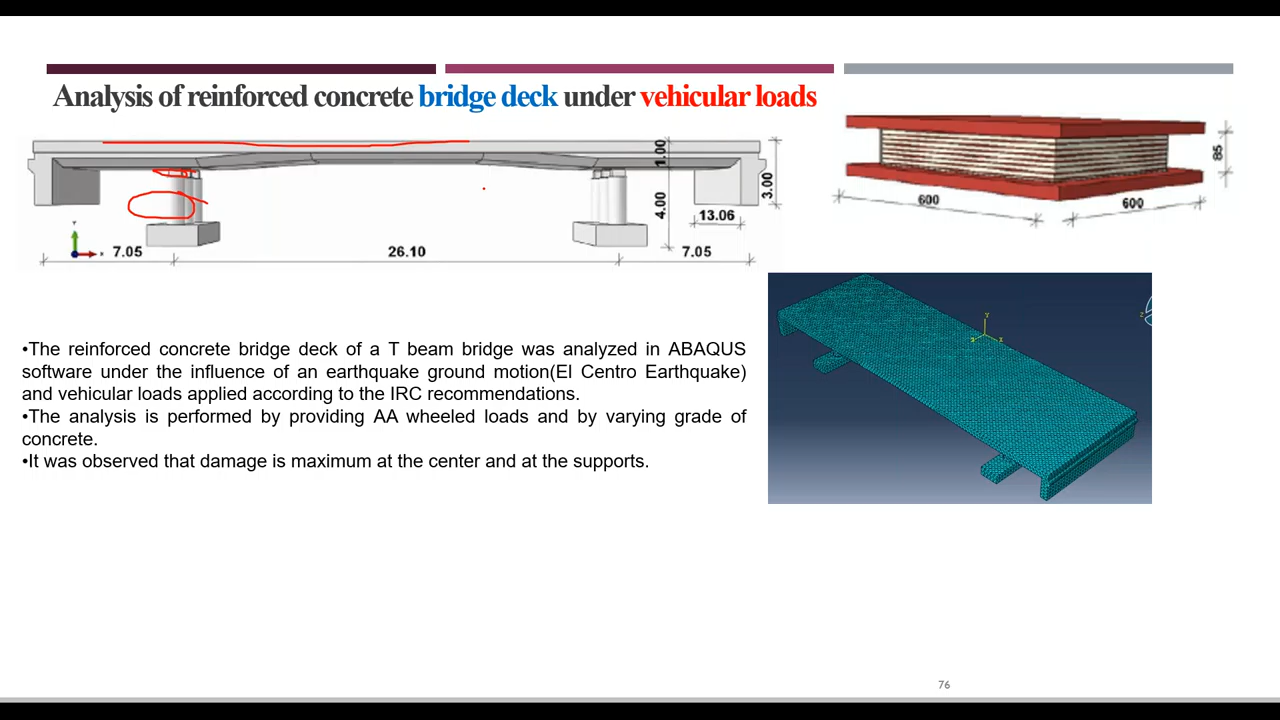 Analysis of reinforced concrete bridge deck under vehicular loads
1.00
3.00
4.00
13.06
7.05
26.10
7.05
Y
x
85
600
600
•The reinforced concrete bridge deck of a T beam bridge was analyzed in ABAQUS
software under the influence of an earthquake ground motion(El Centro Earthquake)
and vehicular loads applied according to the IRC recommendations.
•The analysis is performed by providing AA wheeled loads and by varying grade of
concrete.
•It was observed that damage is maximum at the center and at the supports.
Y
Z
X
Z
76